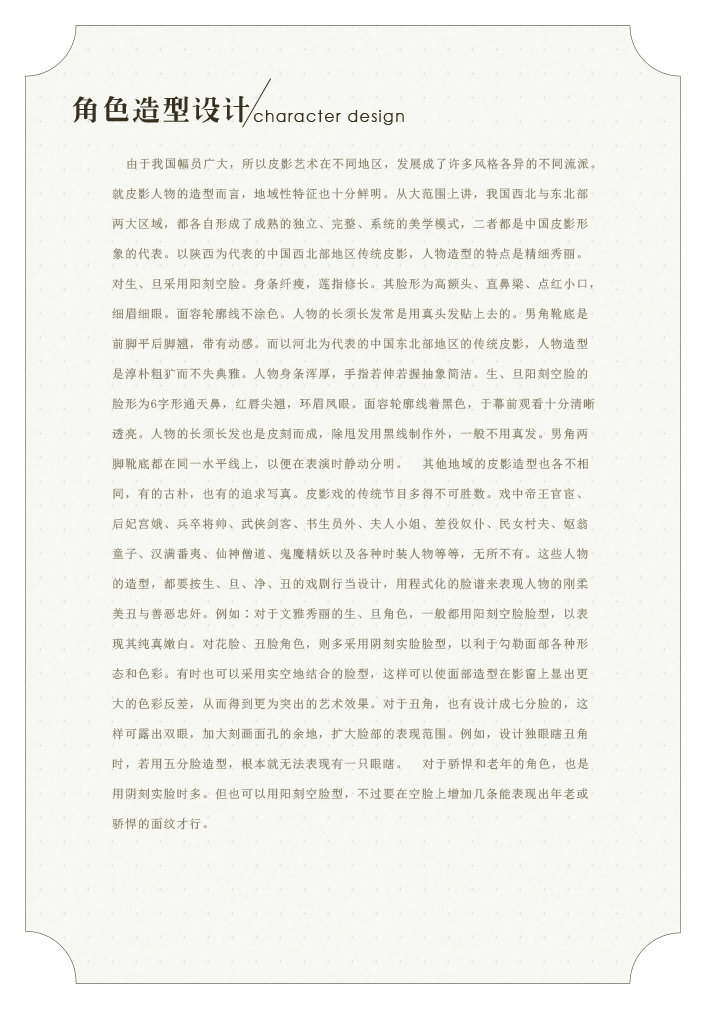 角色造型设计 character design
由于我国幅员广大，所以皮影艺术在不同地区，发展成了许多风格各异的不同流派。
就皮影人物的造型而言，地域性特征也十分鲜明。从大范围上讲，我国西北与东北部
两大区域，都各自形成了成熟的独立、完整、系统的美学模式，二者都是中国皮影形
象的代表。以陕西为代表的中国西北部地区传统皮影，人物造型的特点是精细秀丽。
对生、旦采用阳刻空脸。身条纤瘦，莲指修长。其脸形为高额头、直鼻梁、点红小口，
细眉细眼。面容轮廓线不涂色。人物的长须长发常是用真头发贴上去的。男角靴底是
前脚平后脚翘，带有动感。而以河北为代表的中国东北部地区的传统皮影，人物造型
是淳朴粗犷而不失典雅。人物身条浑厚，手指若伸若握抽象简洁。生、旦阳刻空脸的
脸形为6字形通天鼻，红唇尖翘，环眉凤眼。面容轮廓线着黑色，于幕前观看十分清晰
透亮。人物的长须长发也是皮刻而成，除甩发用黑线制作外，一般不用真发。男角两
脚靴底都在同一水平线上，以便在表演时静动分明。 其他地域的皮影造型也各不相
同，有的古朴，也有的追求写真。皮影戏的传统节目多得不可胜数。戏中帝王官宦、
后妃宫娥、兵卒将帅、武侠剑客、书生员外、夫人小姐、差役奴仆、民女村夫、妪翁
童子、汉满番夷、仙神僧道、鬼魔精妖以及各种时装人物等等，无所不有。这些人物
的造型，都要按生、旦、净、丑的戏剧行当设计，用程式化的脸谱来表现人物的刚柔
美丑与善恶忠奸。例如：对于文雅秀丽的生、旦角色，一般都用阳刻空脸脸型，以表
现其纯真嫩白。对花脸、丑脸角色，则多采用阴刻实脸脸型，以利于勾勒面部各种形
态和色彩。有时也可以采用实空地结合的脸型，这样可以使面部造型在影窗上显出更
大的色彩反差，从而得到更为突出的艺术效果。对于丑角，也有设计成七分脸的，这
样可露出双眼，加大刻画面孔的余地，扩大脸部的表现范围。例如，设计独眼瞎丑角
时，若用五分脸造型，根本就无法表现有一只眼瞎。 对于骄悍和老年的角色，也是
用阴刻实脸时多。但也可以用阳刻空脸型，不过要在空脸上增加几条能表现出年老或
骄悍的面纹才行。